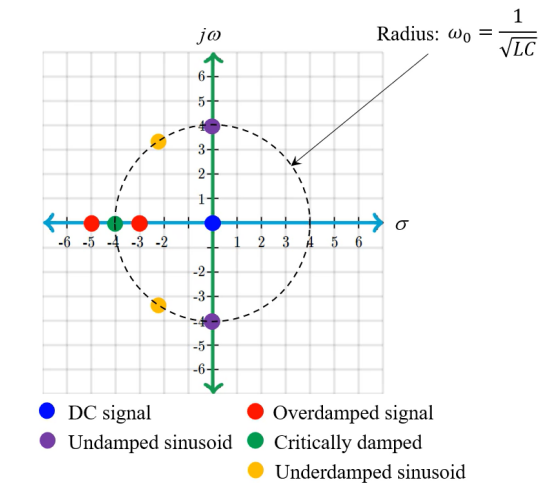 Radius: ω₀ = 1/√LC
jω
6
5
4
3
2
1
-6 -5 -4 -3 -2 1 2 3 4 5 6
σ
-2
-3
-4
-5
-6
DC signal
Overdamped signal
Undamped sinusoid
Critically damped
Underdamped sinusoid